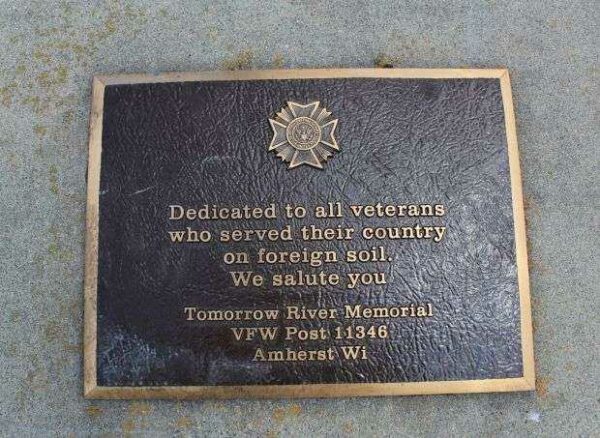 Dedicated to all veterans
who served their country
on foreign soil.
We salute you
Tomorrow River Memorial
VFW Post 11346
Amherst Wi